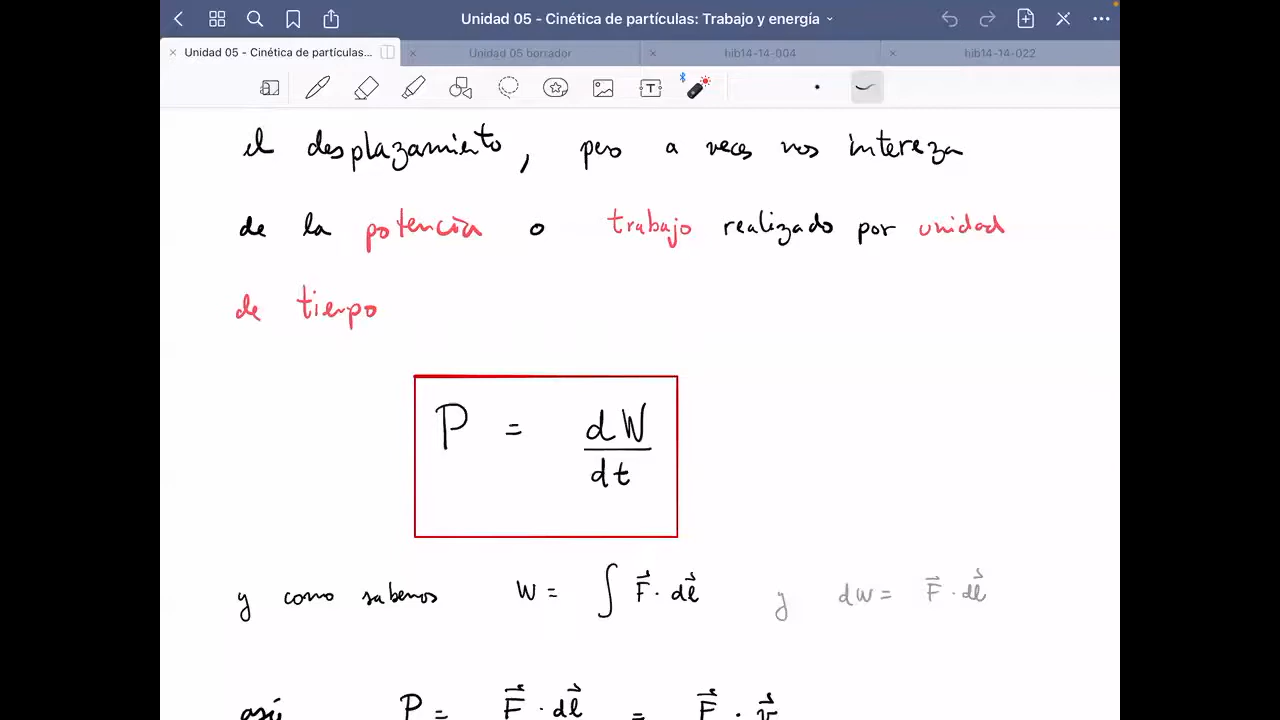 Unidad 05 - Cinética de partículas: Trabajo y energía
Unidad 05 - Cinética de partículas... Unidad 05 borrador hib14-14-004 hib14-14-022
el desplazamiento, pero a veces nos intereza
de la potencia o trabajo realizado por unidad
de tiempo
P = dW/dt
y como sabemos W = ∫ F⃗ · dl⃗ y dW = F⃗ · dl⃗
así P = F⃗ · dl⃗ = F⃗ · v⃗